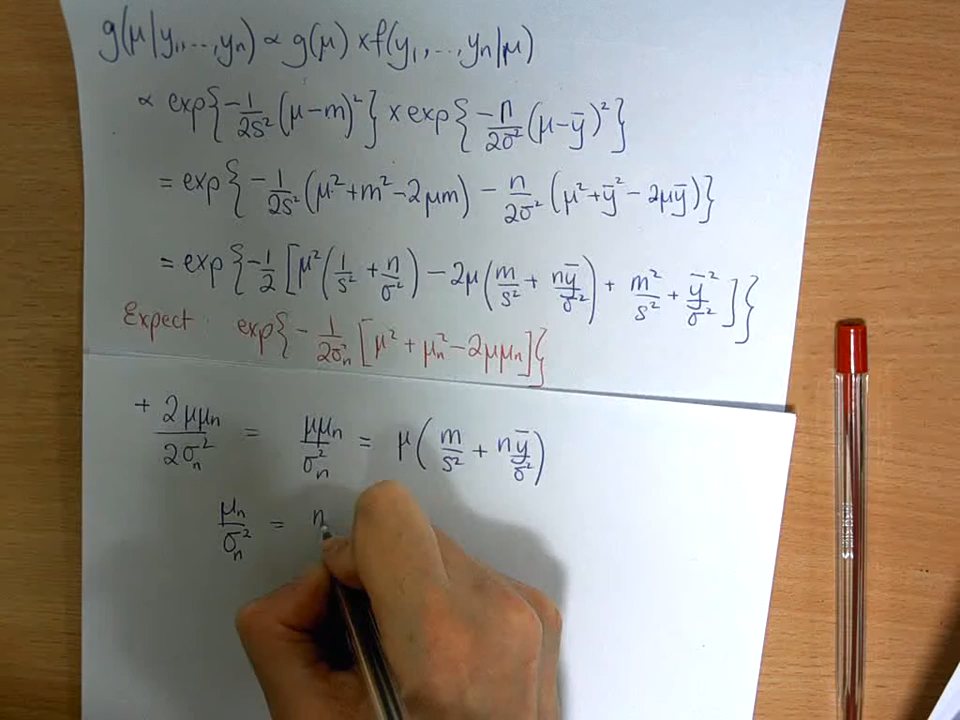 g(μ|y₁,...,yₙ) ∝ g(μ) × f(y₁,...,yₙ|μ)
∝ exp{-1/2s² (μ-m)²} × exp{-n/2σ² (μ-ȳ)²}
= exp{-1/2s² (μ²+m²-2μm) - n/2σ² (μ²+ȳ²-2μȳ)}
= exp{-1/2 [μ²(1/s² + n/σ²) - 2μ(m/s² + nȳ/σ²) + m²/s² + ȳ²/σ²]}
Expect exp{-1/2σₙ² [μ² + μₙ² - 2μμₙ]}
+ 2μμₙ/2σₙ² = μμₙ/σₙ² = μ(m/s² + nȳ/σ²)
μₙ/σₙ² = n